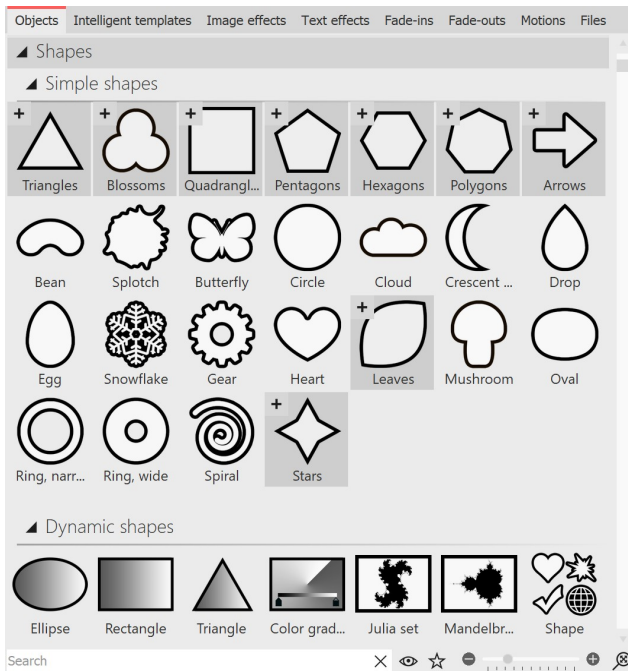 Objects Intelligent templates Image effects Text effects Fade-ins Fade-outs Motions Files
Shapes
Simple shapes
Triangles Blossoms Quadrangl... Pentagons Hexagons Polygons Arrows
Bean Splotch Butterfly Circle Cloud Crescent ... Drop
Egg Snowflake Gear Heart Leaves Mushroom Oval
Ring, narr... Ring, wide Spiral Stars
Dynamic shapes
Ellipse Rectangle Triangle Color grad... Julia set Mandelbr... Shape
Search